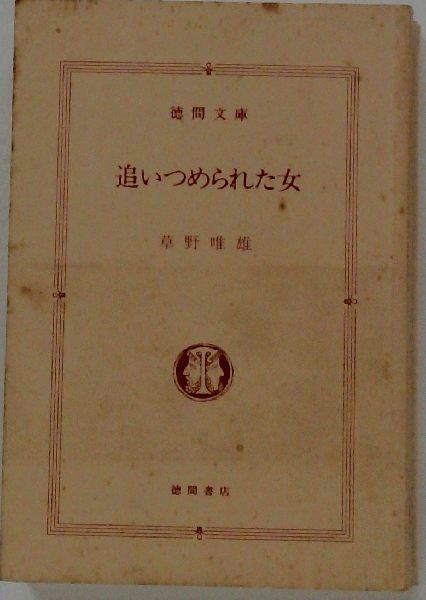 徳間文庫
追いつめられた女
草野唯雄
徳間書店